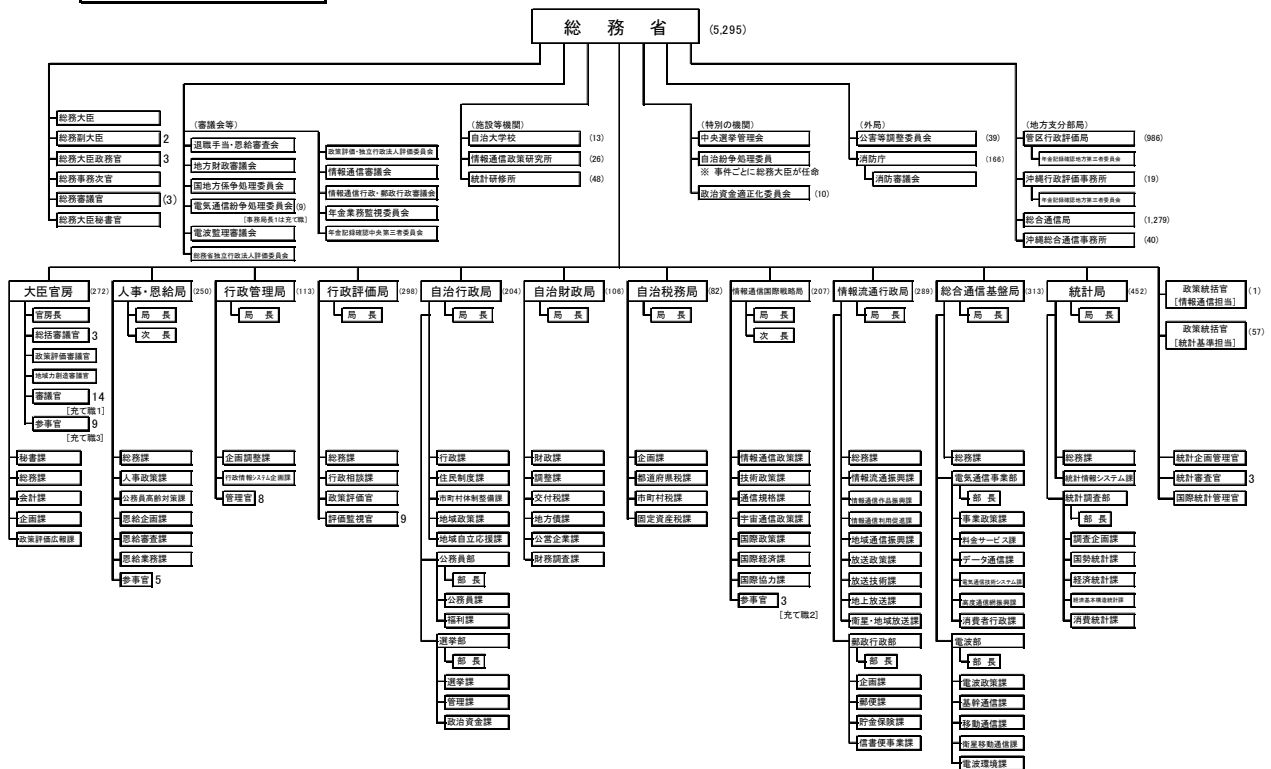 総 務 省 (5,295)
総務大臣
総務副大臣 2
総務大臣政務官 3
総務事務次官
総務審議官 (3)
総務大臣秘書官
(審議会等)
退職手当・恩給審査会
地方財政審議会
国地方係争処理委員会
電気通信紛争処理委員会 (9)
[事務局長1は充て職]
電波監理審議会
総務省独立行政法人評価委員会
政策評価・独立行政法人評価委員会
情報通信審議会
情報通信行政・郵政行政審議会
年金業務監視委員会
年金記録確認中央第三者委員会
(施設等機関)
自治大学校 (13)
情報通信政策研究所 (26)
統計研修所 (48)
(特別の機関)
中央選挙管理会
自治紛争処理委員
※ 事件ごとに総務大臣が任命
政治資金適正化委員会 (10)
(外局)
公害等調整委員会 (39)
消防庁 (166)
消防審議会
(地方支分部局)
管区行政評価局 (986)
年金記録確認地方第三者委員会
沖縄行政評価事務所 (19)
年金記録確認地方第三者委員会
総合通信局 (1,279)
沖縄総合通信事務所 (40)
大臣官房 (272)
官房長
総括審議官 3
政策評価審議官
地域力創造審議官
審議官 14
[充て職1]
参事官 9
[充て職3]
秘書課
総務課
会計課
企画課
政策評価広報課
人事・恩給局 (250)
局 長
次 長
総務課
人事政策課
公務員高齢対策課
恩給企画課
恩給審査課
恩給業務課
参事官 5
行政管理局 (113)
局 長
企画調整課
行政情報システム企画課
管理官 8
行政評価局 (298)
局 長
総務課
行政相談課
政策評価官
評価監視官 9
自治行政局 (204)
局 長
行政課
住民制度課
市町村体制整備課
地域政策課
地域自立応援課
公務員部
部 長
公務員課
福利課
選挙部
部 長
選挙課
管理課
政治資金課
自治財政局 (106)
局 長
財政課
調整課
交付税課
地方債課
公営企業課
財務調査課
自治税務局 (82)
局 長
企画課
都道府県税課
市町村税課
固定資産税課
情報通信国際戦略局 (207)
局 長
次 長
情報通信政策課
技術政策課
通信規格課
宇宙通信政策課
国際政策課
国際経済課
国際協力課
参事官 3
[充て職2]
情報流通行政局 (289)
局 長
総務課
情報流通振興課
情報通信作品振興課
情報通信利用促進課
地域通信振興課
放送政策課
放送技術課
地上放送課
衛星・地域放送課
郵政行政部
部 長
企画課
郵便課
貯金保険課
信書便事業課
総合通信基盤局 (313)
局 長
総務課
電気通信事業部
部 長
事業政策課
料金サービス課
データ通信課
電気通信技術システム課
高度通信網振興課
消費者行政課
電波部
部 長
電波政策課
基幹通信課
移動通信課
衛星移動通信課
電波環境課
統計局 (452)
局 長
総務課
統計情報システム課
統計調査部
部 長
調査企画課
国勢統計課
経済統計課
経済基本構造統計課
消費統計課
政策統括官
[情報通信担当] (1)
政策統括官
[統計基準担当] (57)
統計企画管理官
統計審査官 3
国際統計管理官